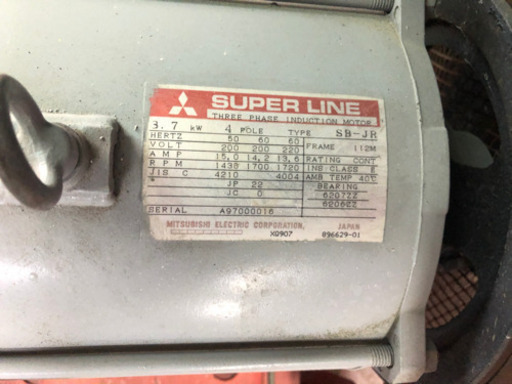 SUPER LINE
THREE PHASE INDUCTION MOTOR
3.7 kW 4 POLE TYPE SB-JR
HERTZ 50 60 60 FRAME 112M
VOLT 200 200 220
AMP 15,0 14,2 13,6 RATING CONT
RPM 1430 1700 1720 INS CLASS E
JIS C 4210 4004 AMB TEMP 40℃
JP 22 BEARING
JC 0 6207ZZ
6206ZZ
SERIAL A97000016
MITSUBISHI ELECTRIC CORPORATION, JAPAN
X0907 096629-01